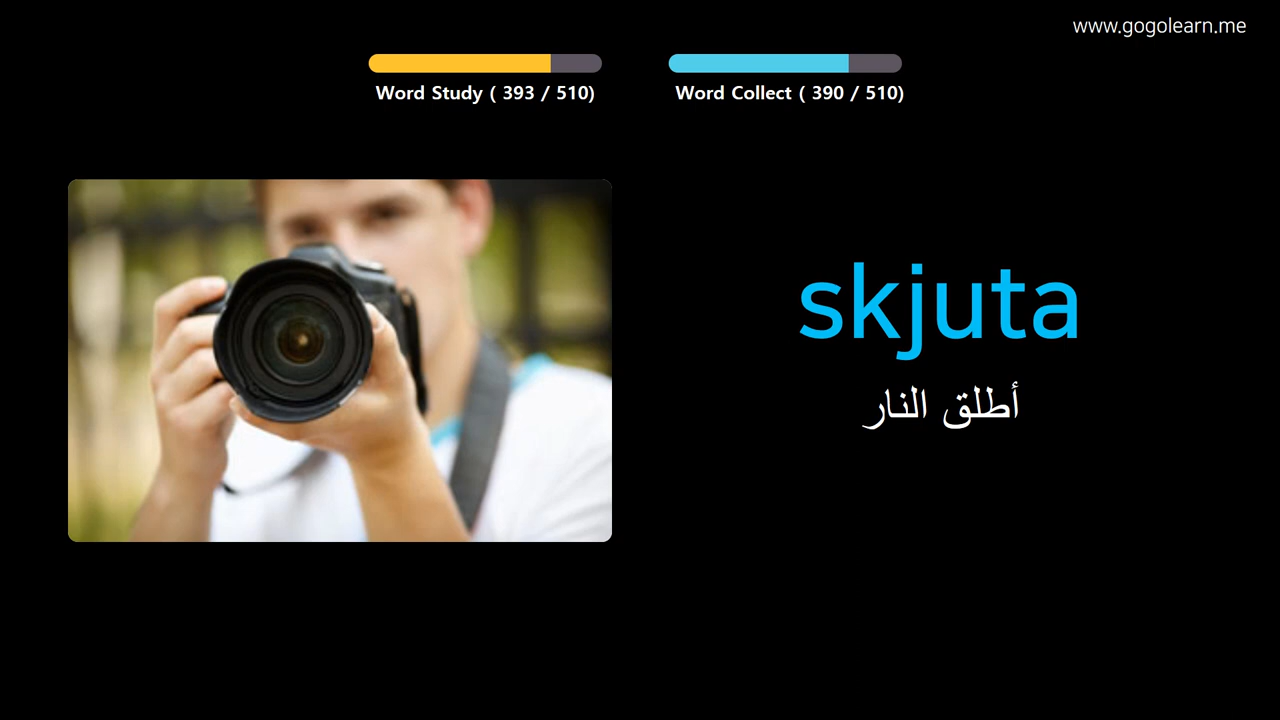 www.gogolearn.me
Word Study ( 393 / 510)
Word Collect ( 390 / 510)
skjuta
أطلق النار